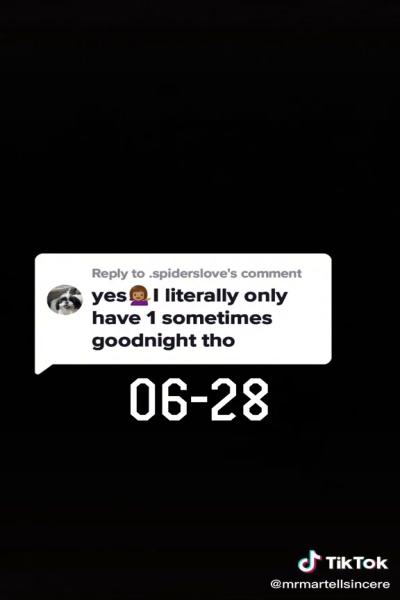 Reply to .spiderslove's comment
yes💁🏾‍♀️I literally only
have 1 sometimes
goodnight tho
06-28
TikTok
@mrmartellsincere